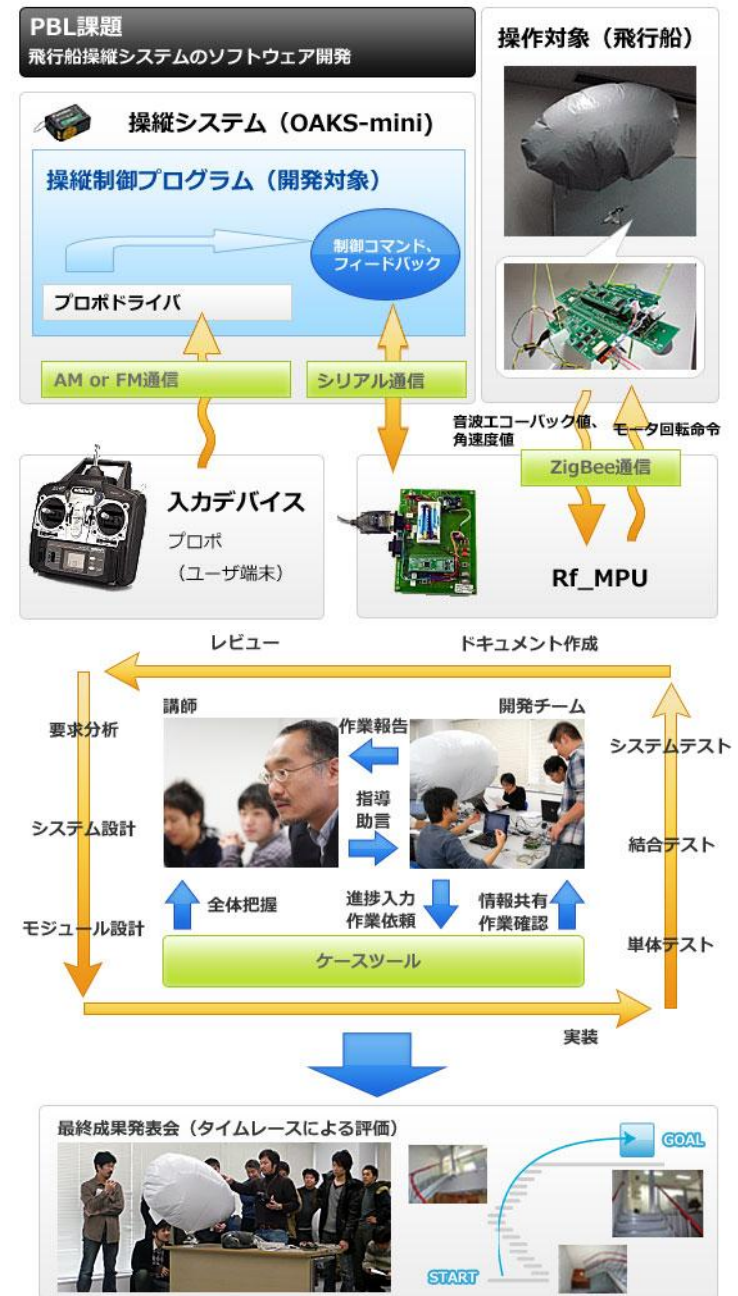 PBL課題
飛行船操縦システムのソフトウェア開発
操作対象（飛行船）
操縦システム（OAKS-mini)
操縦制御プログラム（開発対象）
制御コマンド、
フィードバック
プロポドライバ
AM or FM通信
シリアル通信
音波エコーバック値、
角速度値
モータ回転命令
ZigBee通信
入力デバイス
プロポ
（ユーザ端末）
Rf_MPU
レビュー
ドキュメント作成
講師
開発チーム
要求分析
作業報告
システムテスト
指導
助言
システム設計
結合テスト
全体把握
進捗入力
作業依頼
情報共有
作業確認
モジュール設計
単体テスト
ケースツール
実装
最終成果発表会（タイムレースによる評価）
GOAL
START